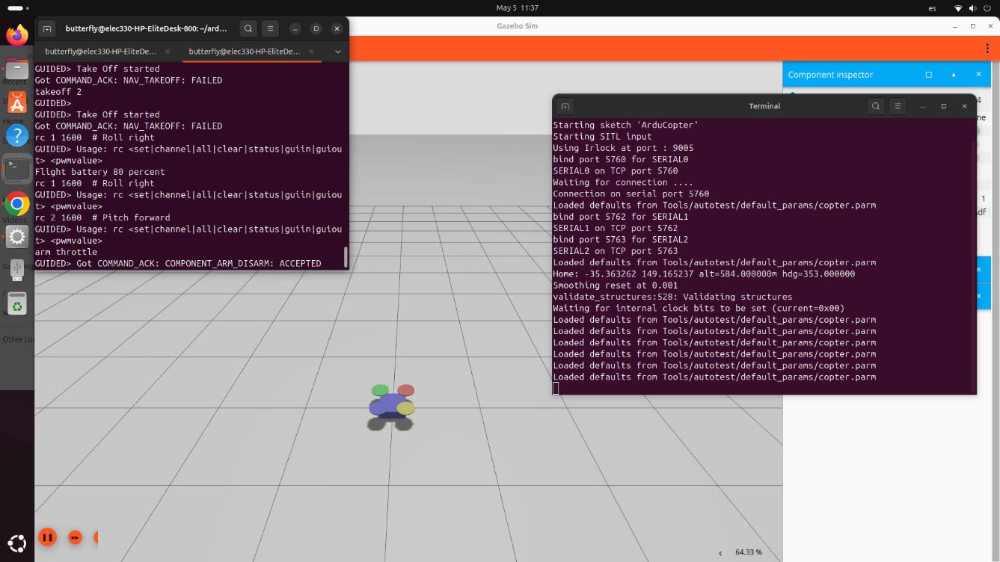 May 5  11:37
es
Gazebo Sim
butterfly@elec330-HP-EliteDesk-800: ~/ard...
butterfly@elec330-HP-EliteDe...
butterfly@elec330-HP-EliteDe...
GUIDED> Take Off started
Got COMMAND_ACK: NAV_TAKEOFF: FAILED
takeoff 2
GUIDED>
GUIDED> Take Off started
Got COMMAND_ACK: NAV_TAKEOFF: FAILED
rc 1 1600  # Roll right
GUIDED> Usage: rc <set|channel|all|clear|status|guiin|guiou
t> <pwmvalue>
Flight battery 80 percent
rc 1 1600  # Roll right
GUIDED> Usage: rc <set|channel|all|clear|status|guiin|guiou
t> <pwmvalue>
rc 2 1600  # Pitch forward
GUIDED> Usage: rc <set|channel|all|clear|status|guiin|guiou
t> <pwmvalue>
arm throttle
GUIDED> Got COMMAND_ACK: COMPONENT_ARM_DISARM: ACCEPTED
Recent
Home
Videos
Other Lo
Component inspector
4
me
1
sdf
Terminal
Starting sketch 'ArduCopter'
Starting SITL input
Using Irlock at port : 9005
bind port 5760 for SERIAL0
SERIAL0 on TCP port 5760
Waiting for connection ....
Connection on serial port 5760
Loaded defaults from Tools/autotest/default_params/copter.parm
bind port 5762 for SERIAL1
SERIAL1 on TCP port 5762
bind port 5763 for SERIAL2
SERIAL2 on TCP port 5763
Loaded defaults from Tools/autotest/default_params/copter.parm
Home: -35.363262 149.165237 alt=584.000000m hdg=353.000000
Smoothing reset at 0.001
validate_structures:528: Validating structures
Waiting for internal clock bits to be set (current=0x00)
Loaded defaults from Tools/autotest/default_params/copter.parm
Loaded defaults from Tools/autotest/default_params/copter.parm
Loaded defaults from Tools/autotest/default_params/copter.parm
Loaded defaults from Tools/autotest/default_params/copter.parm
Loaded defaults from Tools/autotest/default_params/copter.parm
Loaded defaults from Tools/autotest/default_params/copter.parm
64.33 %